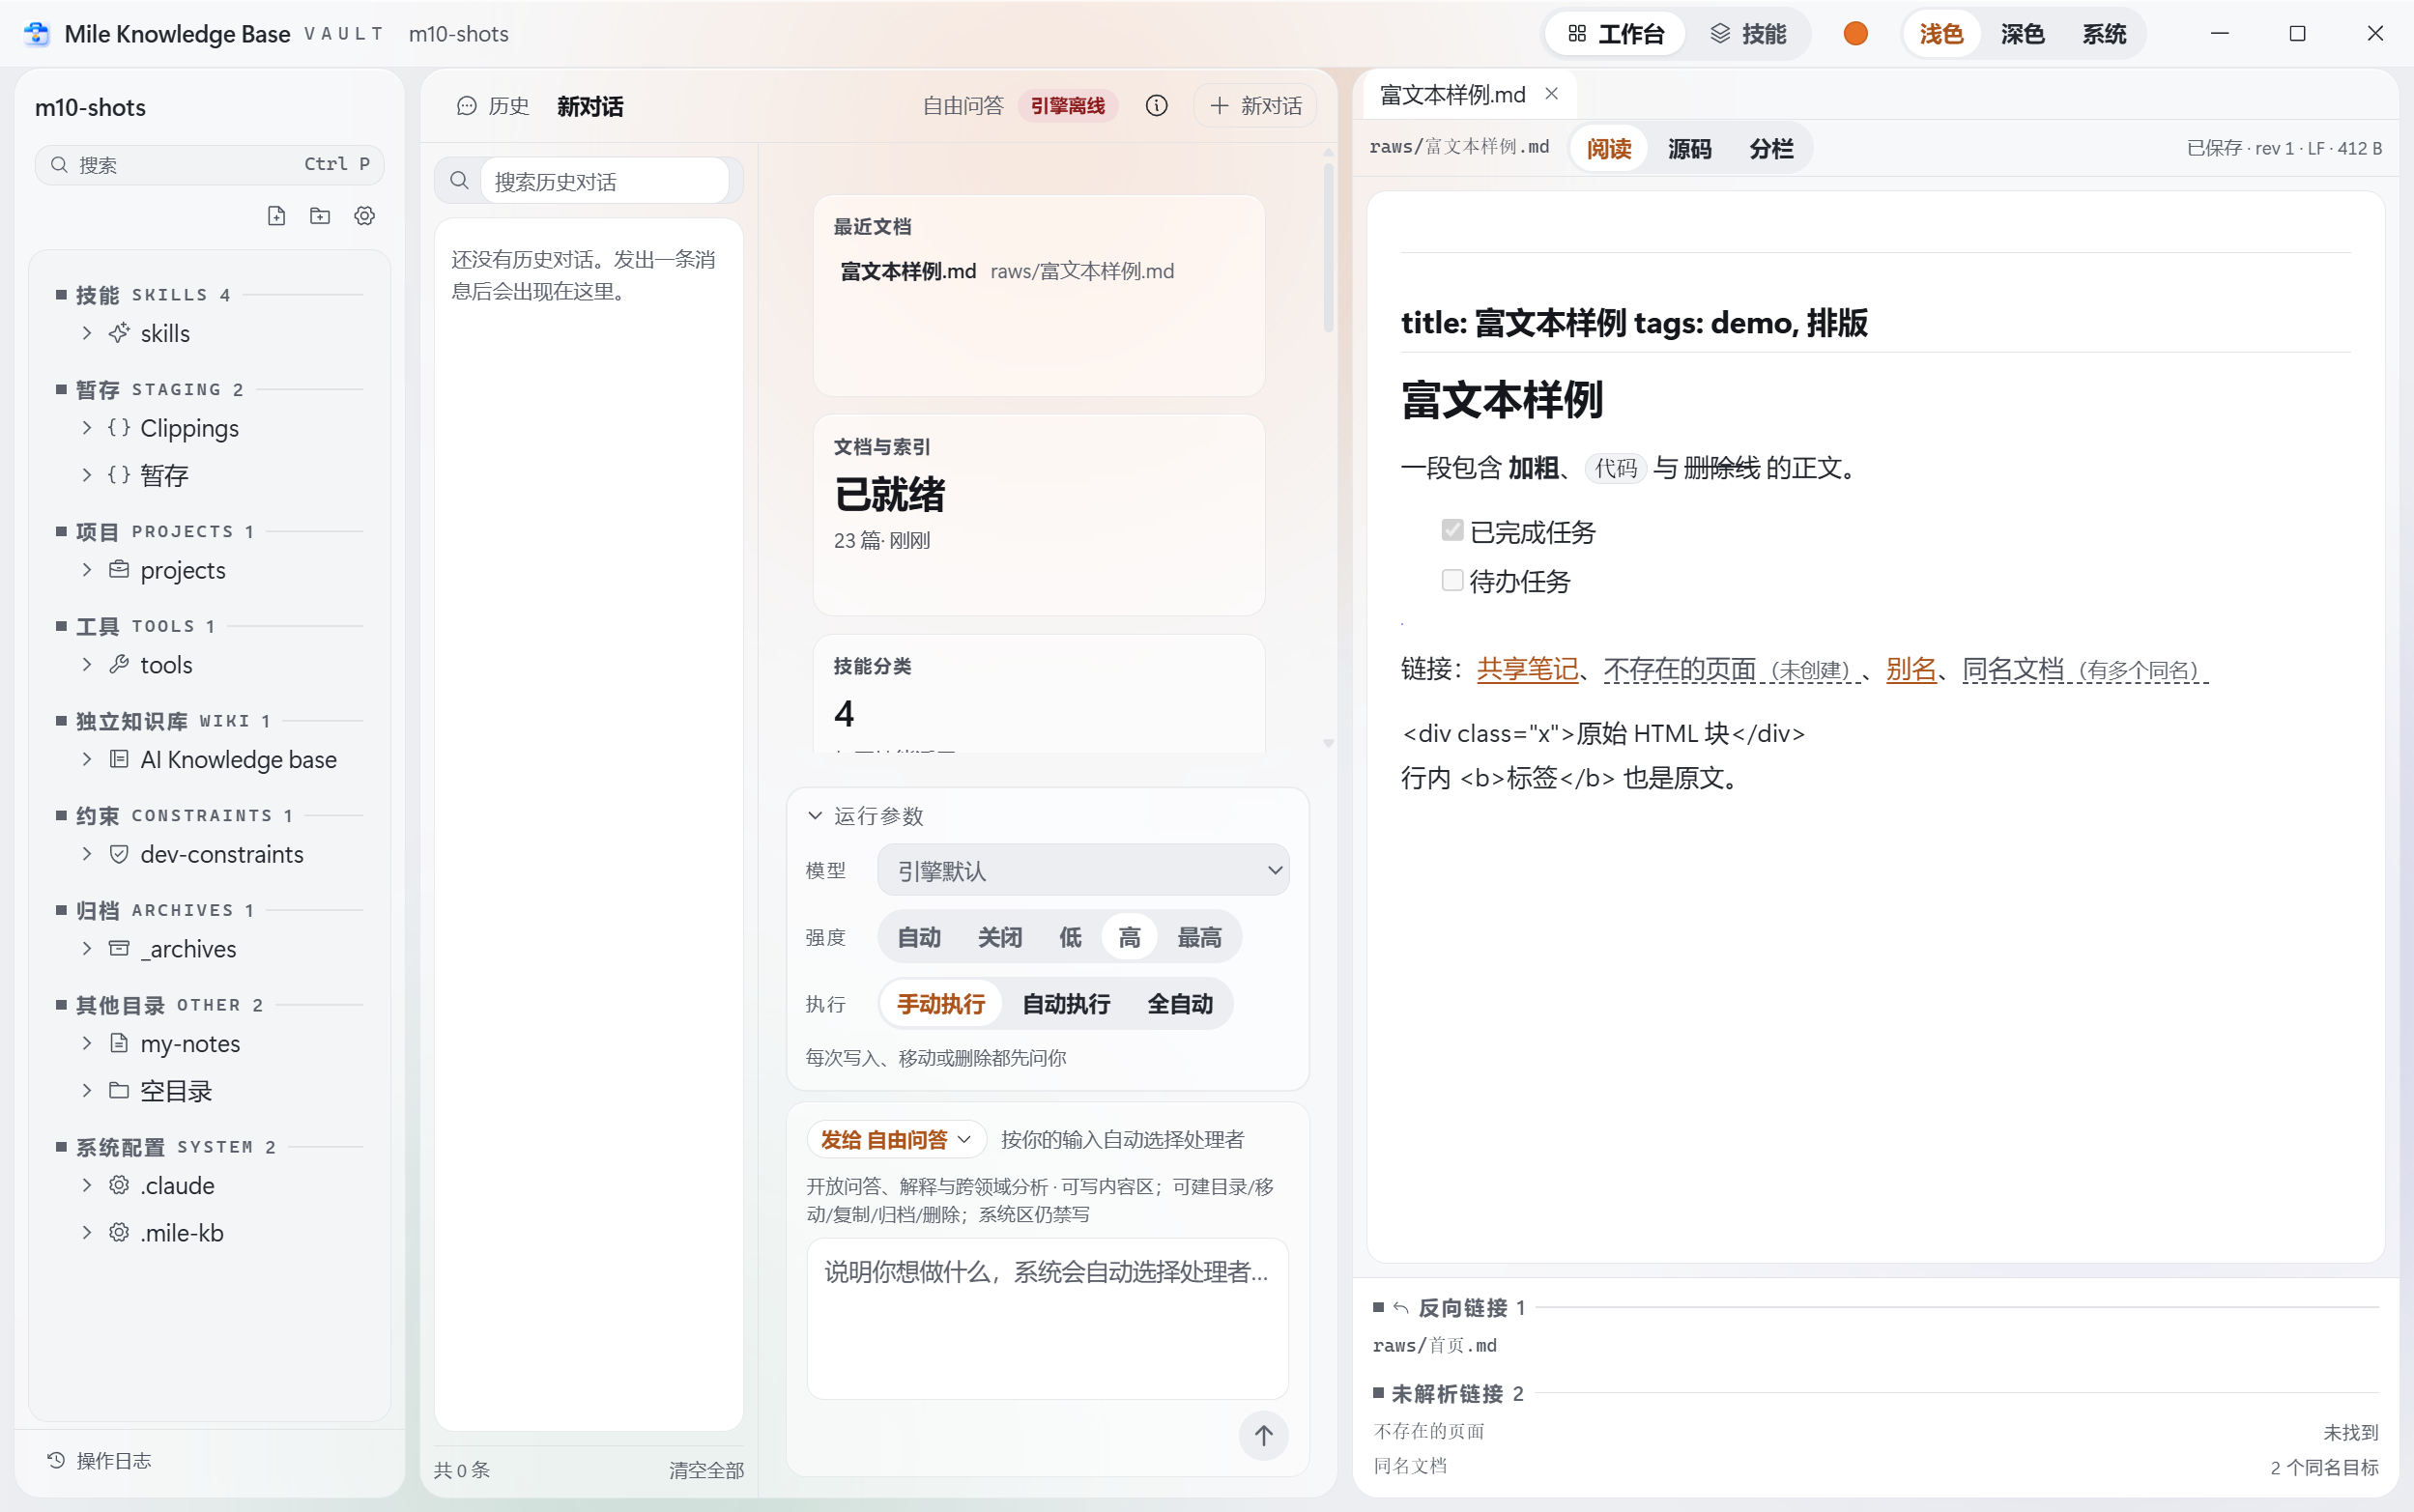 Mile Knowledge Base VAULT m10-shots
工作台 技能 浅色 深色 系统
m10-shots
搜索 Ctrl P
技能 SKILLS 4
skills
暂存 STAGING 2
Clippings
暂存
项目 PROJECTS 1
projects
工具 TOOLS 1
tools
独立知识库 WIKI 1
AI Knowledge base
约束 CONSTRAINTS 1
dev-constraints
归档 ARCHIVES 1
_archives
其他目录 OTHER 2
my-notes
空目录
系统配置 SYSTEM 2
.claude
.mile-kb
操作日志
历史 新对话 自由问答 引擎离线 新对话
搜索历史对话
还没有历史对话。发出一条消
息后会出现在这里。
共 0 条 清空全部
最近文档
富文本样例.md raws/富文本样例.md
文档与索引
已就绪
23 篇· 刚刚
技能分类
4
运行参数
模型 引擎默认
强度 自动 关闭 低 高 最高
执行 手动执行 自动执行 全自动
每次写入、移动或删除都先问你
发给 自由问答 按你的输入自动选择处理者
开放问答、解释与跨领域分析 · 可写内容区；可建目录/移
动/复制/归档/删除；系统区仍禁写
说明你想做什么，系统会自动选择处理者...
富文本样例.md
raws/富文本样例.md 阅读 源码 分栏 已保存 · rev 1 · LF · 412 B
title: 富文本样例 tags: demo, 排版
富文本样例
一段包含 加粗、 代码 与 删除线 的正文。
已完成任务
待办任务
链接：共享笔记、不存在的页面（未创建）、别名、同名文档（有多个同名）
<div class="x">原始 HTML 块</div>
行内 <b>标签</b> 也是原文。
反向链接 1
raws/首页.md
未解析链接 2
不存在的页面 未找到
同名文档 2 个同名目标